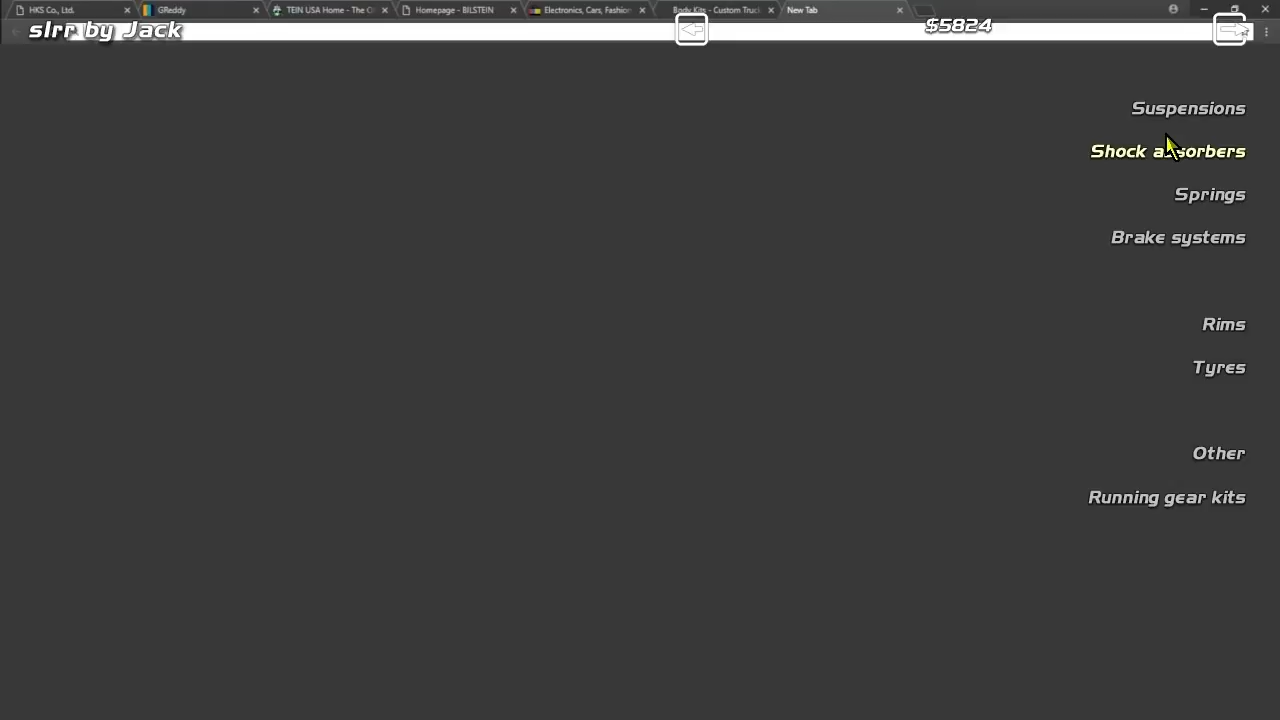 HKS Co., Ltd.
GReddy
TEIN USA Home - The O
Homepage - BILSTEIN
Electronics, Cars, Fashion
Body Kits - Custom Truck
New Tab
slrr by Jack
$5824
Suspensions
Shock absorbers
Springs
Brake systems
Rims
Tyres
Other
Running gear kits